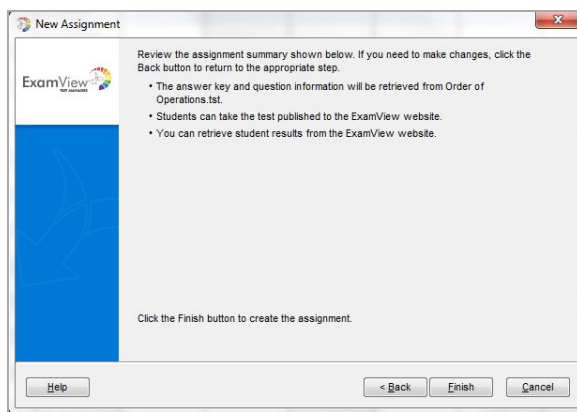 New Assignment
ExamView
TEST MANAGER
Review the assignment summary shown below. If you need to make changes, click the
Back button to return to the appropriate step.
• The answer key and question information will be retrieved from Order of
Operations.tst.
• Students can take the test published to the ExamView website.
• You can retrieve student results from the ExamView website.
Click the Finish button to create the assignment.
Help
< Back
Finish
Cancel